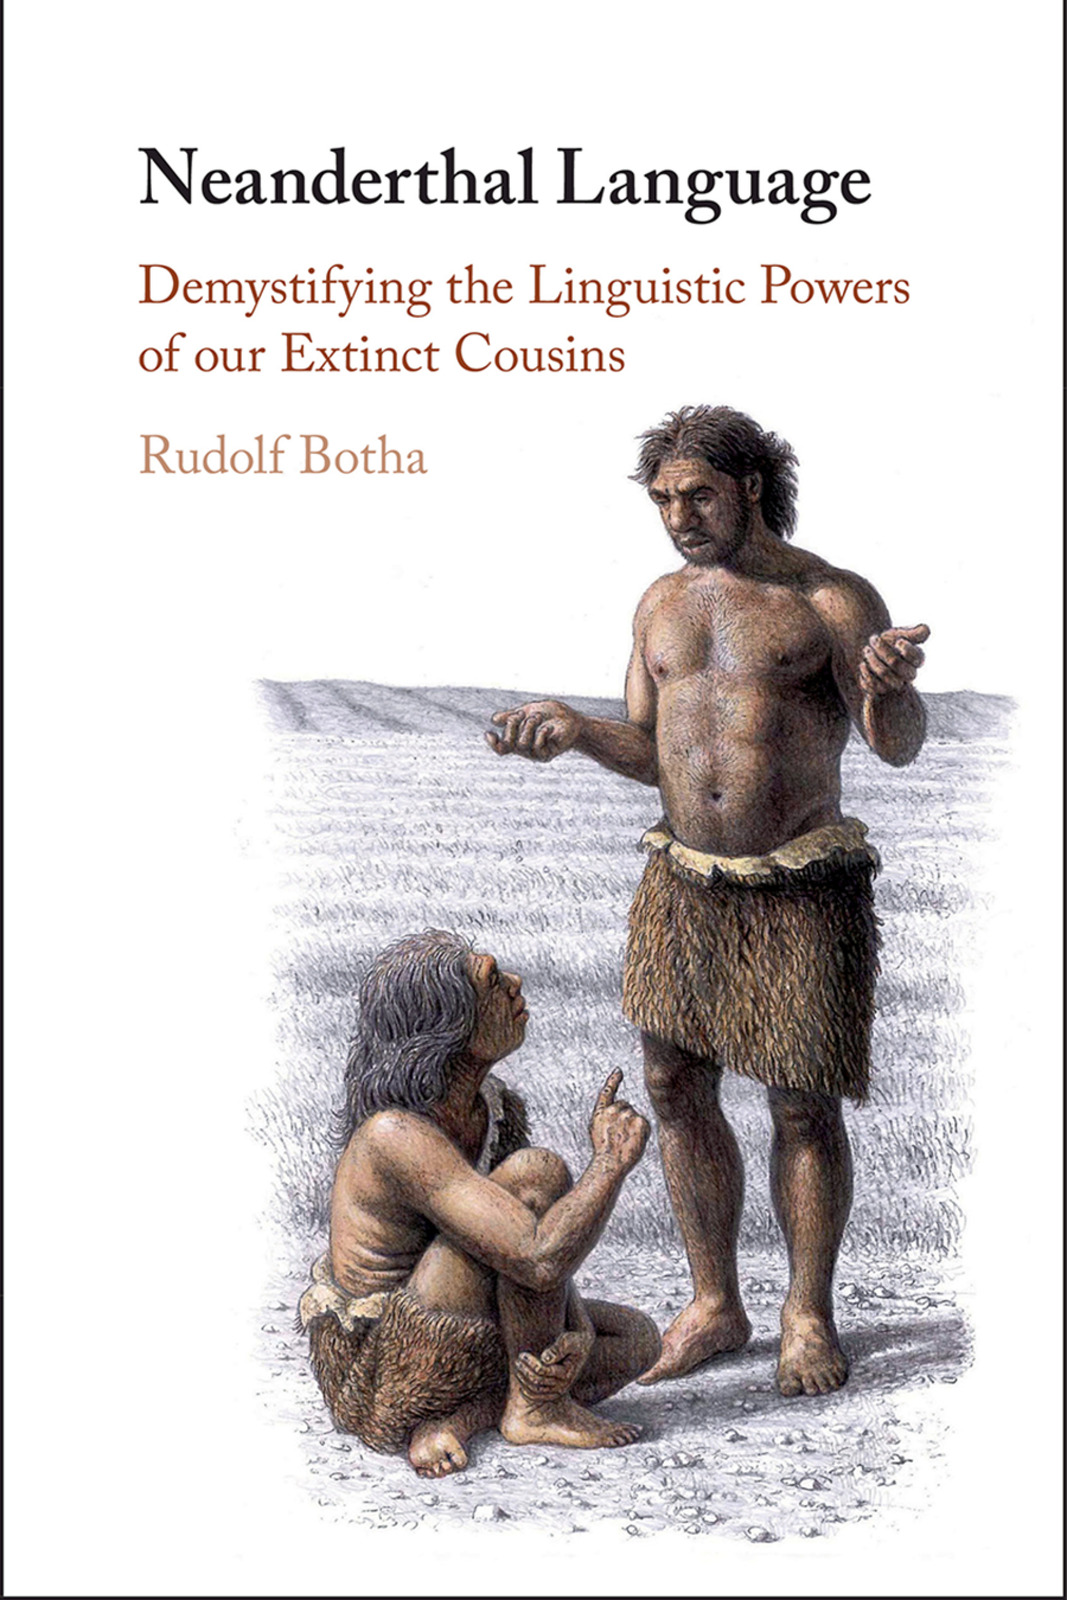 Neanderthal Language
Demystifying the Linguistic Powers
of our Extinct Cousins
Rudolf Botha